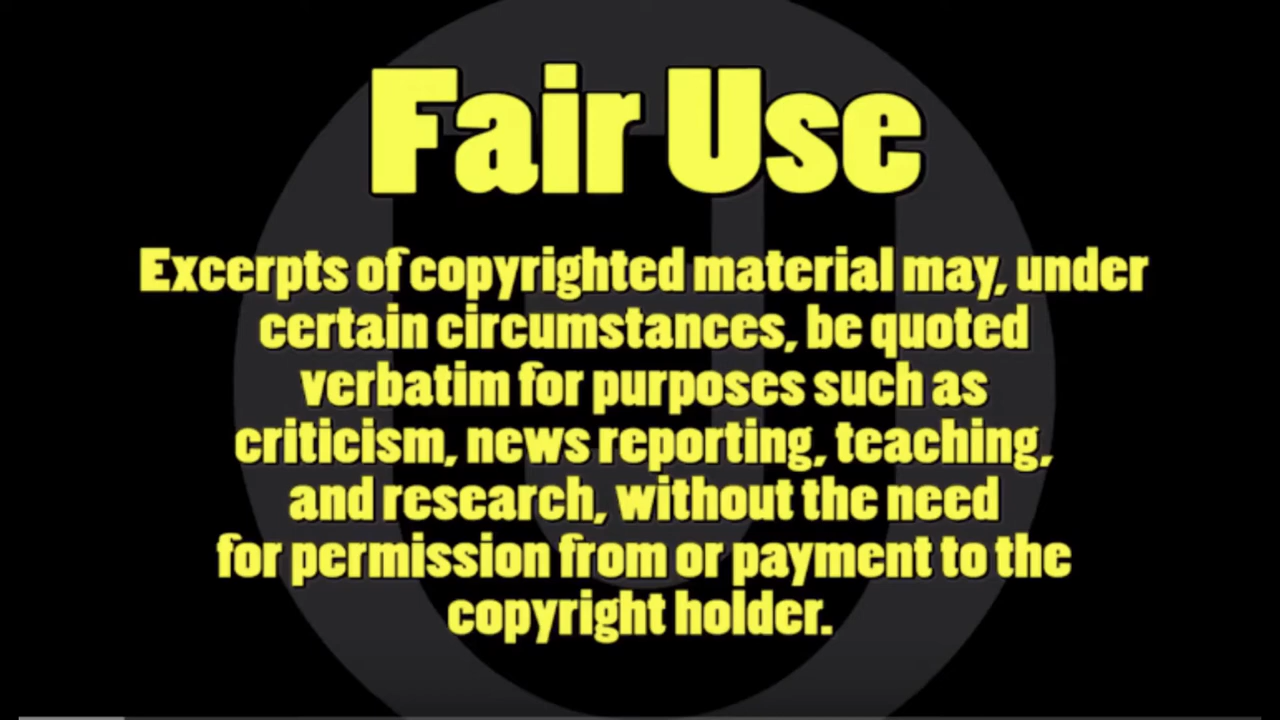 Fair Use
Excerpts of copyrighted material may, under
certain circumstances, be quoted
verbatim for purposes such as
criticism, news reporting, teaching,
and research, without the need
for permission from or payment to the
copyright holder.